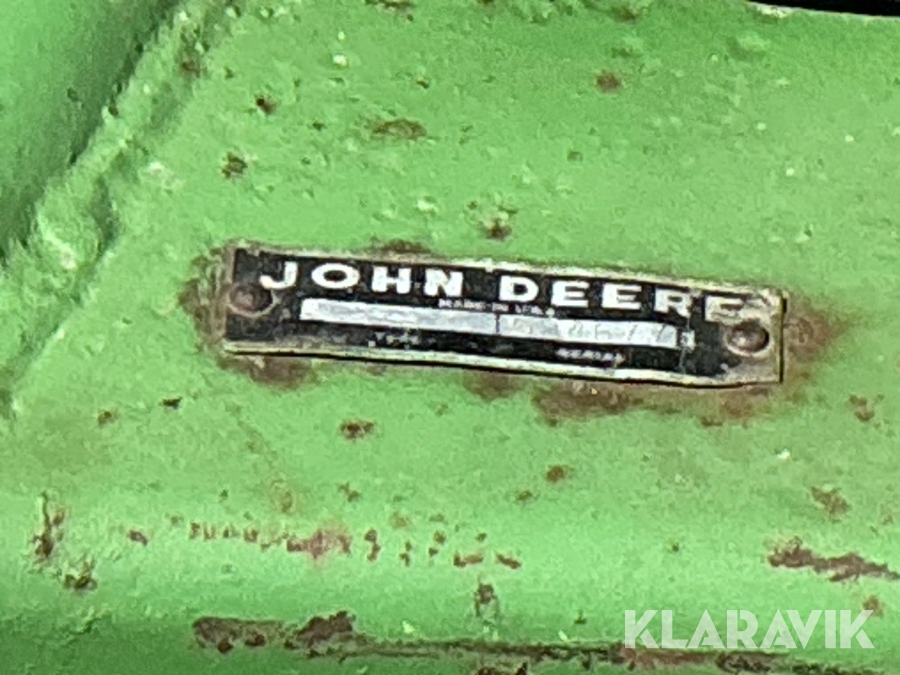 JOHN DEERE
MADE IN U.S.A.
TYPE
SERIAL
KLARAVIK